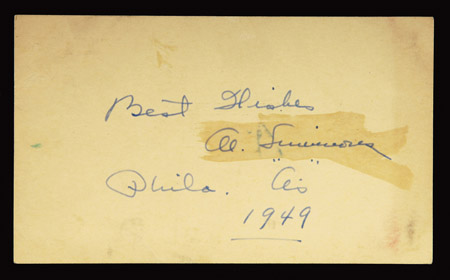 Best Wishes
Al. Simmons
Phila. "A's"
1949